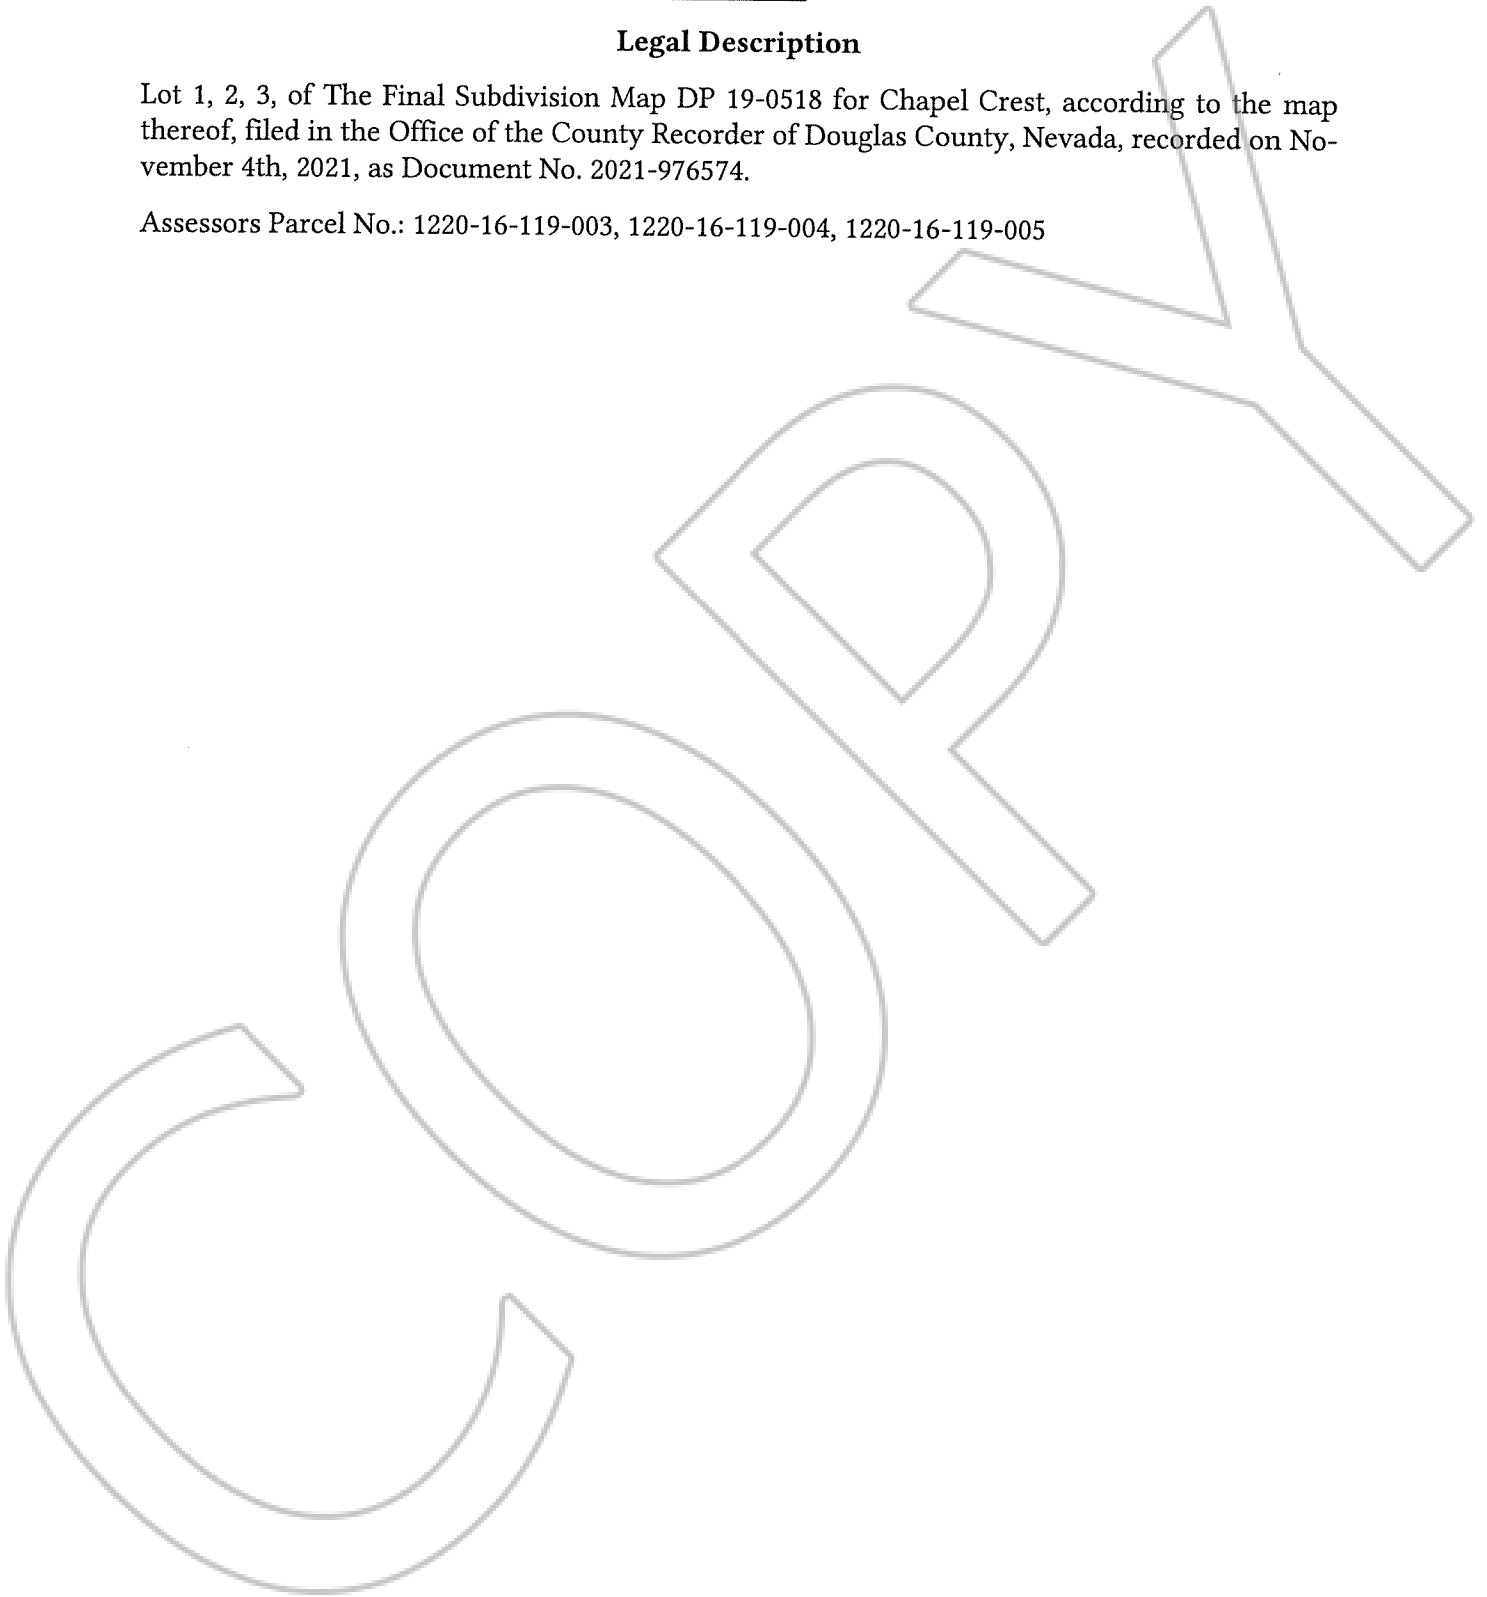 Legal Description
Lot 1, 2, 3, of The Final Subdivision Map DP 19-0518 for Chapel Crest, according to the map
thereof, filed in the Office of the County Recorder of Douglas County, Nevada, recorded on No-
vember 4th, 2021, as Document No. 2021-976574.
Assessors Parcel No.: 1220-16-119-003, 1220-16-119-004, 1220-16-119-005
COPY